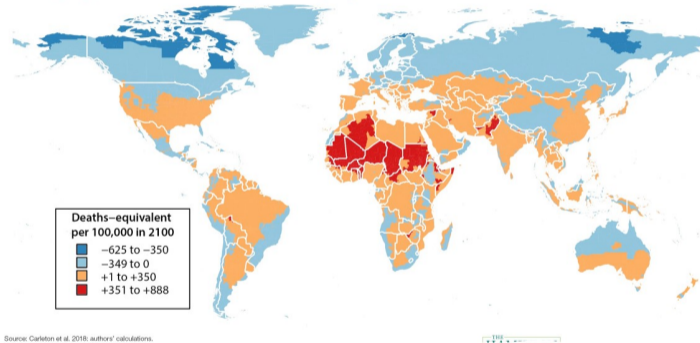 Deaths–equivalent
per 100,000 in 2100
−625 to −350
−349 to 0
+1 to +350
+351 to +888
Source: Carleton et al. 2018; authors' calculations.
THE